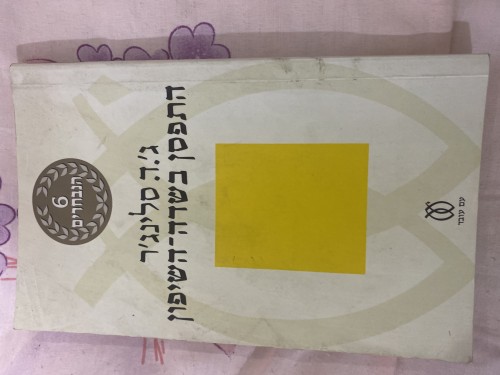 התפסן בשדה-השיפון
ג'.ד. סלינג'ר
6
הנבחרים
עם עובד